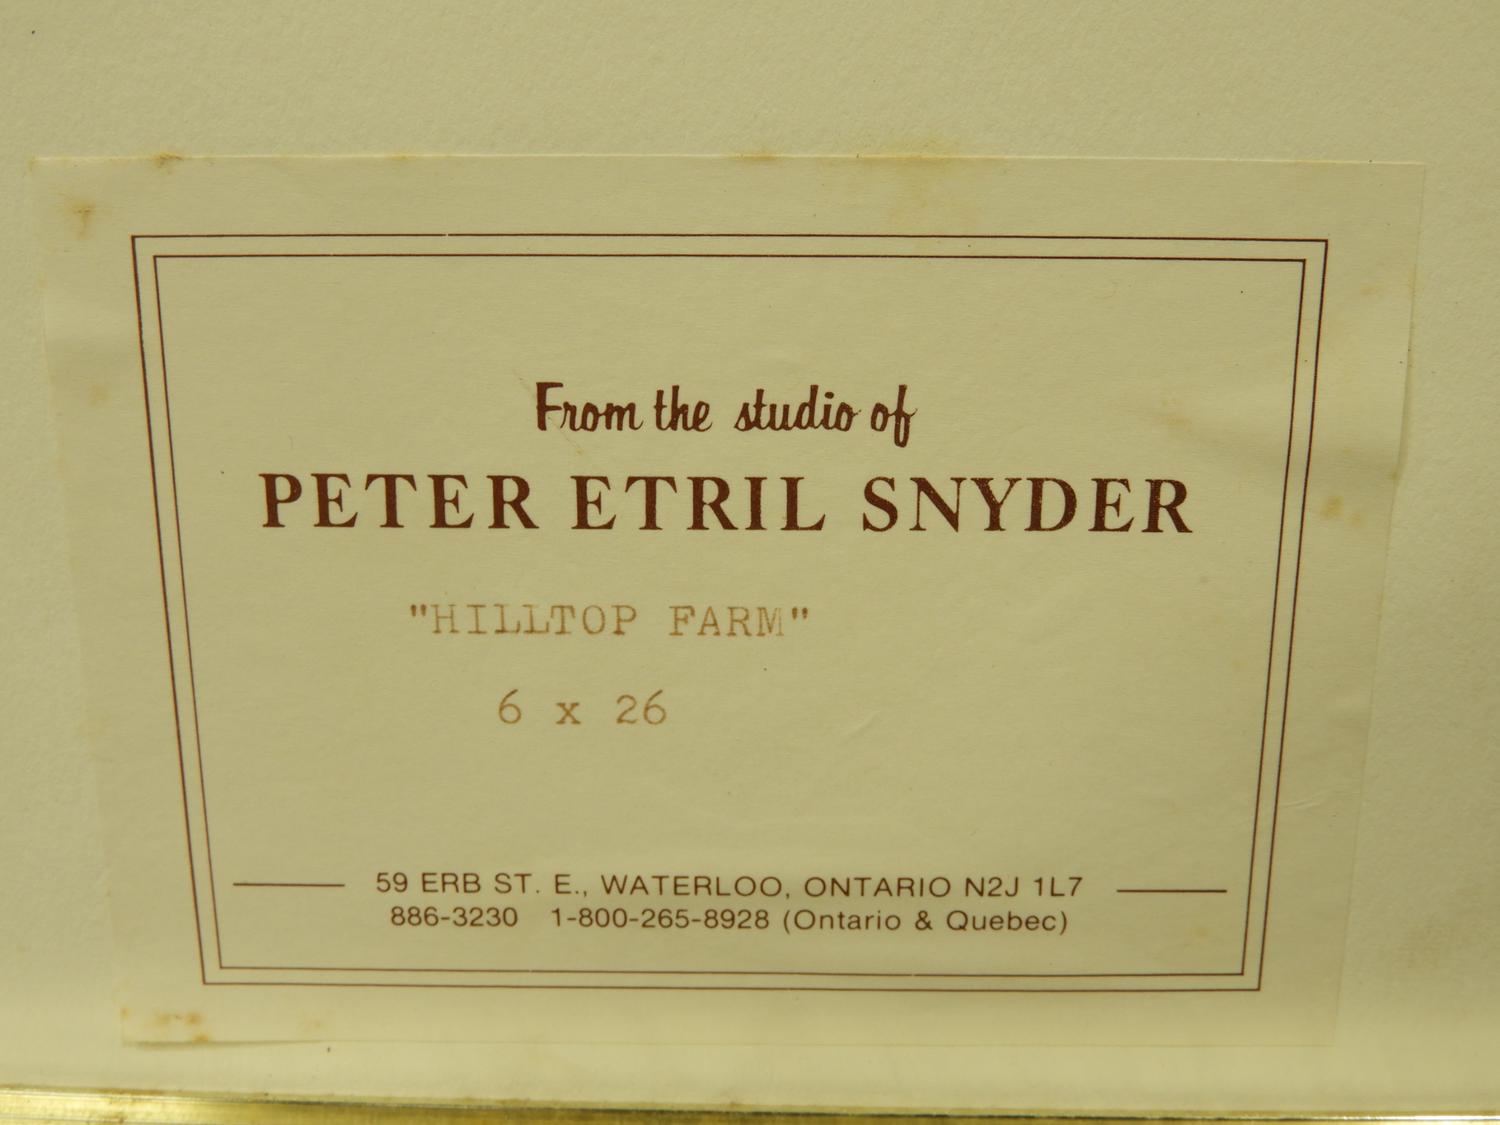 From the studio of
PETER ETRIL SNYDER
"HILLTOP FARM"
6 x 26
59 ERB ST. E., WATERLOO, ONTARIO N2J 1L7
886-3230 1-800-265-8928 (Ontario & Quebec)